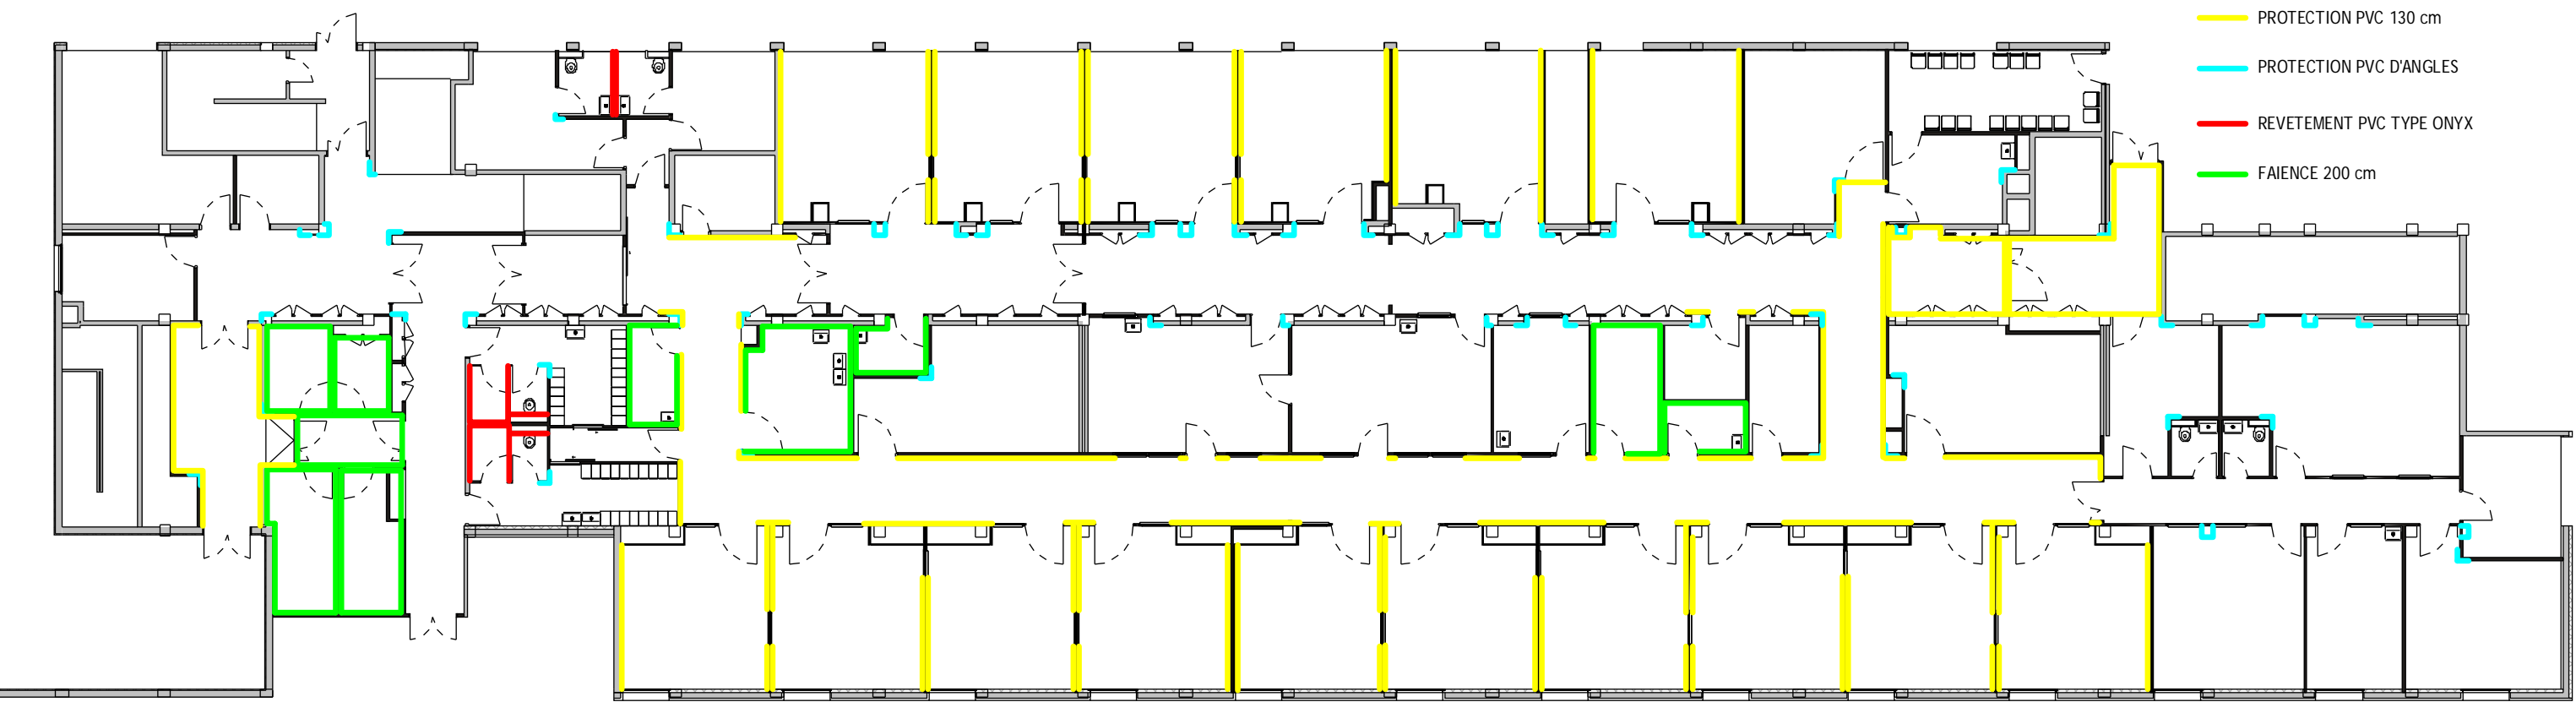 PROTECTION PVC 130 cm
PROTECTION PVC D'ANGLES
REVETEMENT PVC TYPE ONYX
FAIENCE 200 cm